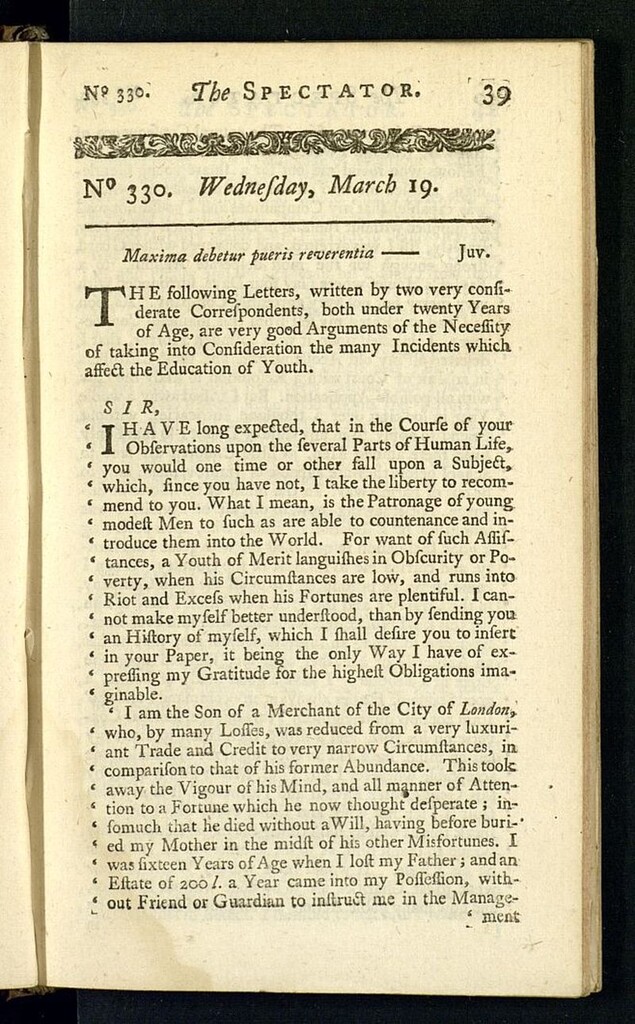 Nº 330. The SPECTATOR. 39
Nº 330. Wedneſday, March 19.
Maxima debetur pueris reverentia —— Juv.
THE following Letters, written by two very conſi-
derate Correſpondents, both under twenty Years
of Age, are very good Arguments of the Neceſſity
of taking into Conſideration the many Incidents which
affect the Education of Youth.
SIR,
‘ I HAVE long expected, that in the Courſe of your
‘ Obſervations upon the ſeveral Parts of Human Life,
‘ you would one time or other fall upon a Subject,
‘ which, ſince you have not, I take the liberty to recom-
‘ mend to you. What I mean, is the Patronage of young
‘ modeſt Men to ſuch as are able to countenance and in-
‘ troduce them into the World. For want of ſuch Aſſiſ-
‘ tances, a Youth of Merit languiſhes in Obſcurity or Po-
‘ verty, when his Circumſtances are low, and runs into
‘ Riot and Exceſs when his Fortunes are plentiful. I can-
‘ not make myſelf better underſtood, than by ſending you
‘ an Hiſtory of myſelf, which I ſhall deſire you to inſert
‘ in your Paper, it being the only Way I have of ex-
‘ preſſing my Gratitude for the higheſt Obligations ima-
‘ ginable.
‘ I am the Son of a Merchant of the City of London,
‘ who, by many Loſſes, was reduced from a very luxuri-
‘ ant Trade and Credit to very narrow Circumſtances, in
‘ compariſon to that of his former Abundance. This took
‘ away the Vigour of his Mind, and all manner of Atten-
‘ tion to a Fortune which he now thought deſperate ; in-
‘ ſomuch that he died without a Will, having before buri-
‘ ed my Mother in the midſt of his other Misfortunes. I
‘ was ſixteen Years of Age when I loſt my Father ; and an
‘ Eſtate of 200 l. a Year came into my Poſſeſſion, with-
‘ out Friend or Guardian to inſtruct me in the Manage-
‘ ment